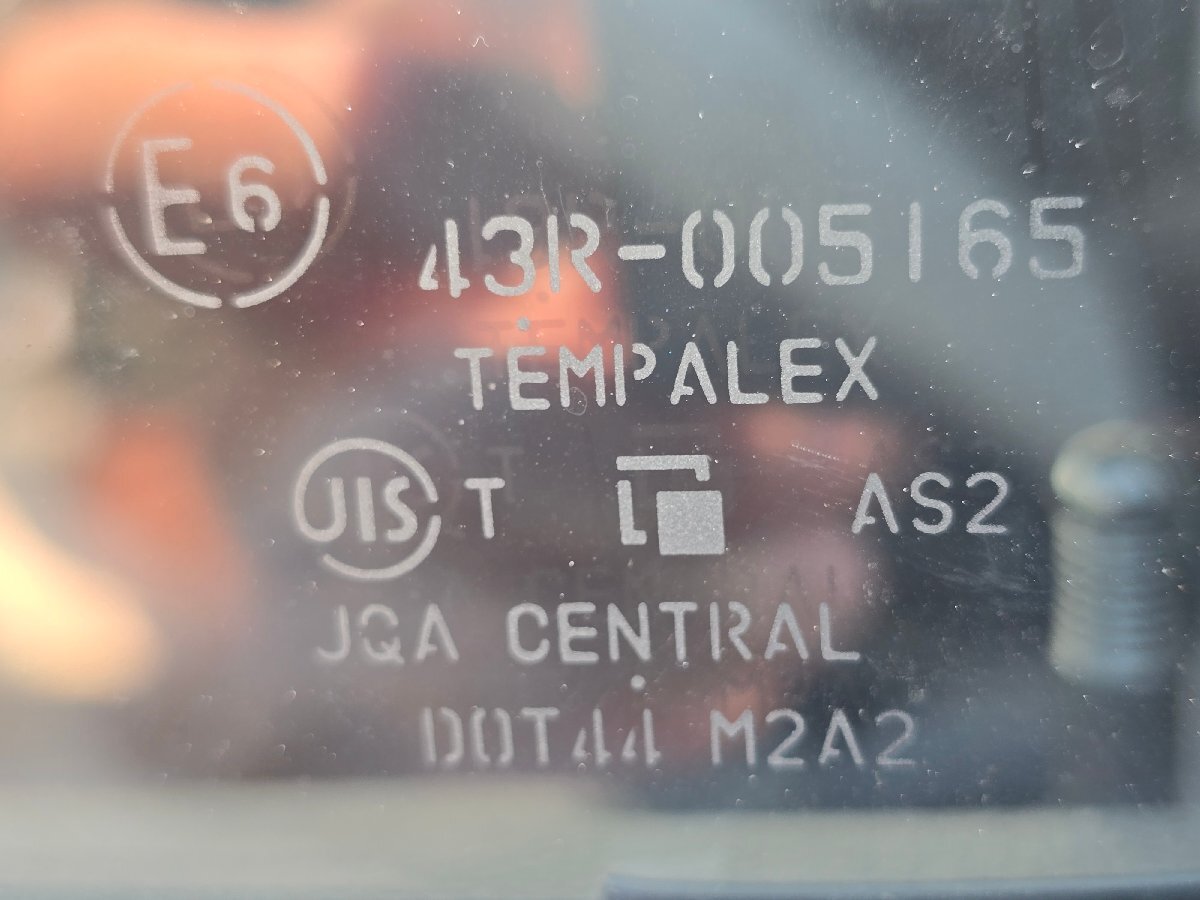 E6
43R-005165
TEMPALEX
JIS T AS2
JQA CENTRAL
DOT44 M2A2